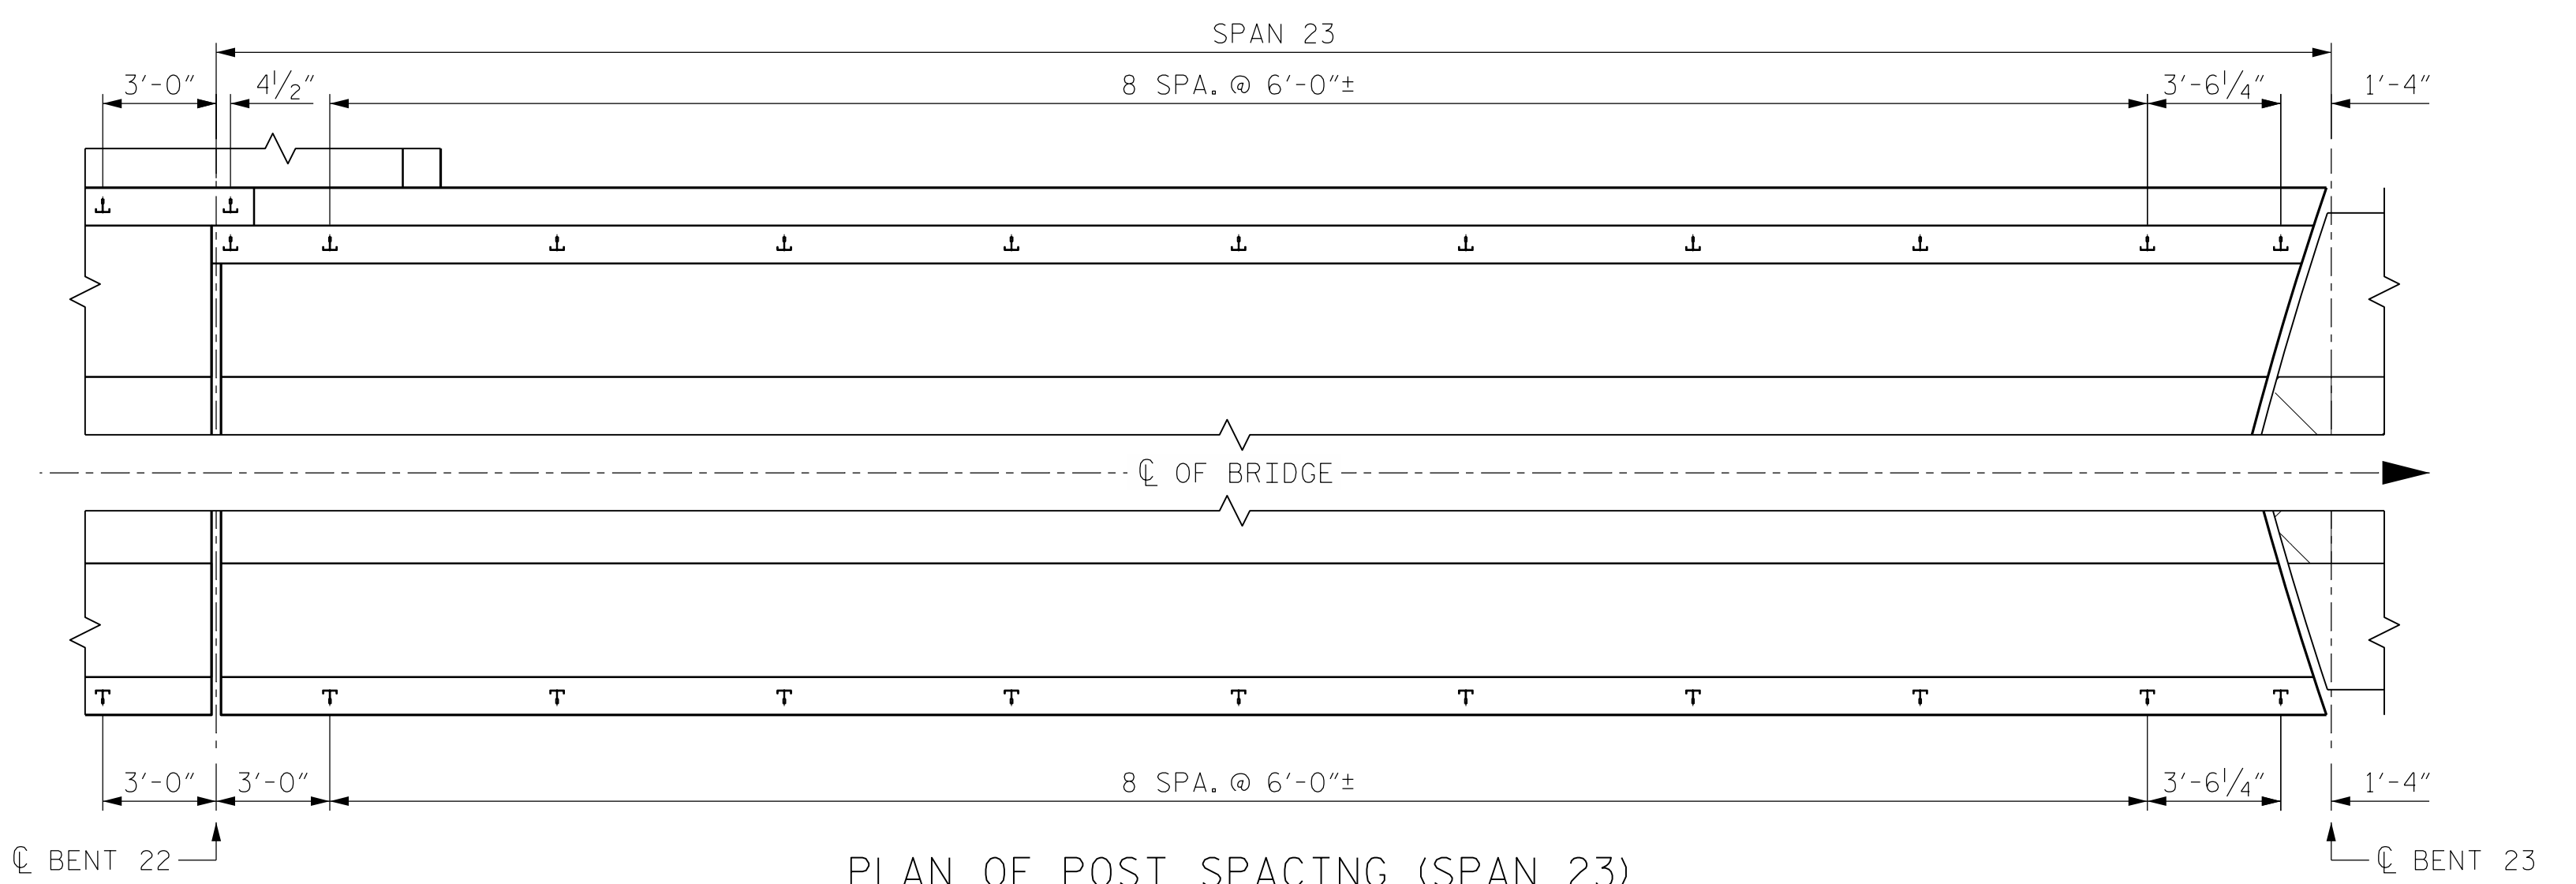 SPAN 23
3'-0" 4½" 8 SPA. @ 6'-0"± 3'-6¼" 1'-4"
℄ OF BRIDGE
3'-0" 3'-0" 8 SPA. @ 6'-0"± 3'-6¼" 1'-4"
℄ BENT 22 ℄ BENT 23
PLAN OF POST SPACING (SPAN 23)